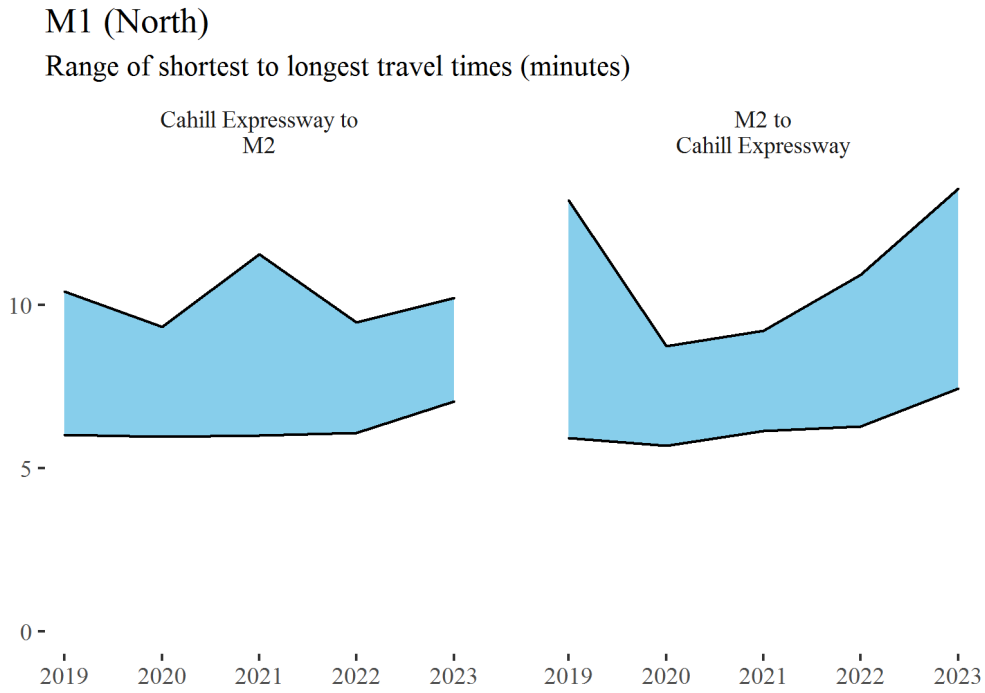 M1 (North)
Range of shortest to longest travel times (minutes)
Cahill Expressway to
M2
M2 to
Cahill Expressway
10
5
0
2019 2020 2021 2022 2023
2019 2020 2021 2022 2023